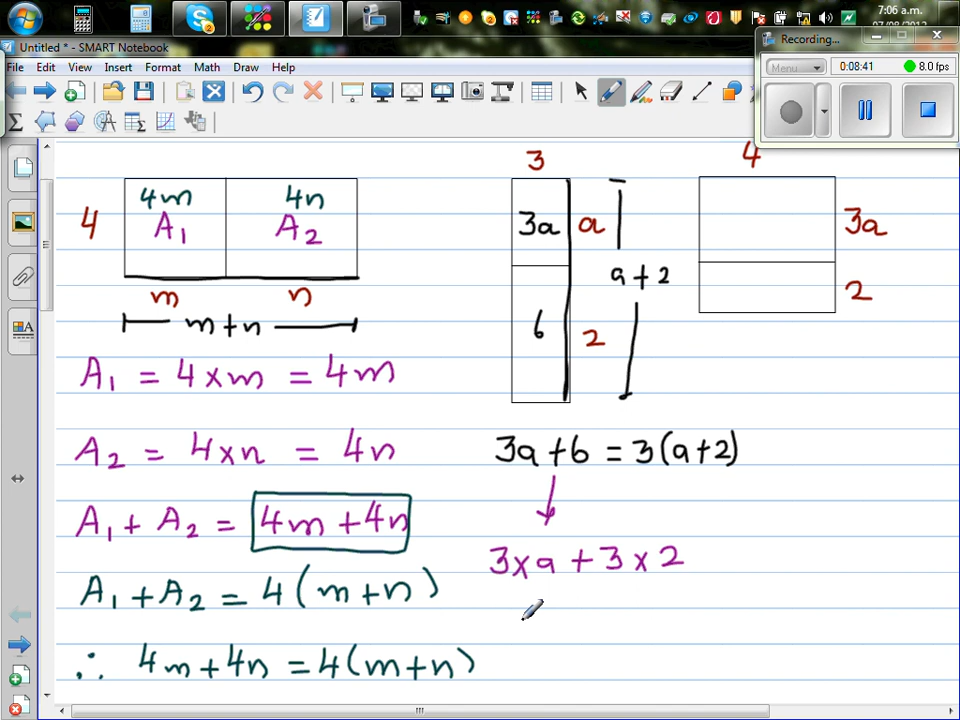 7:06 a.m.
07/08/2012
Untitled * - SMART Notebook
Recording...
File Edit View Insert Format Math Draw Help
Menu
0:08:41
8.0 fps
3
4
4m
4n
4
A₁
A₂
m
n
m+n
3a
a
a+2
6
2
3a
2
A₁ = 4×m = 4m
A₂ = 4×n = 4n
A₁ + A₂ = 4m +4n
A₁ +A₂ = 4(m+n)
∴ 4m+4n =4(m+n)
3a+6 = 3(a+2)
3×a + 3×2